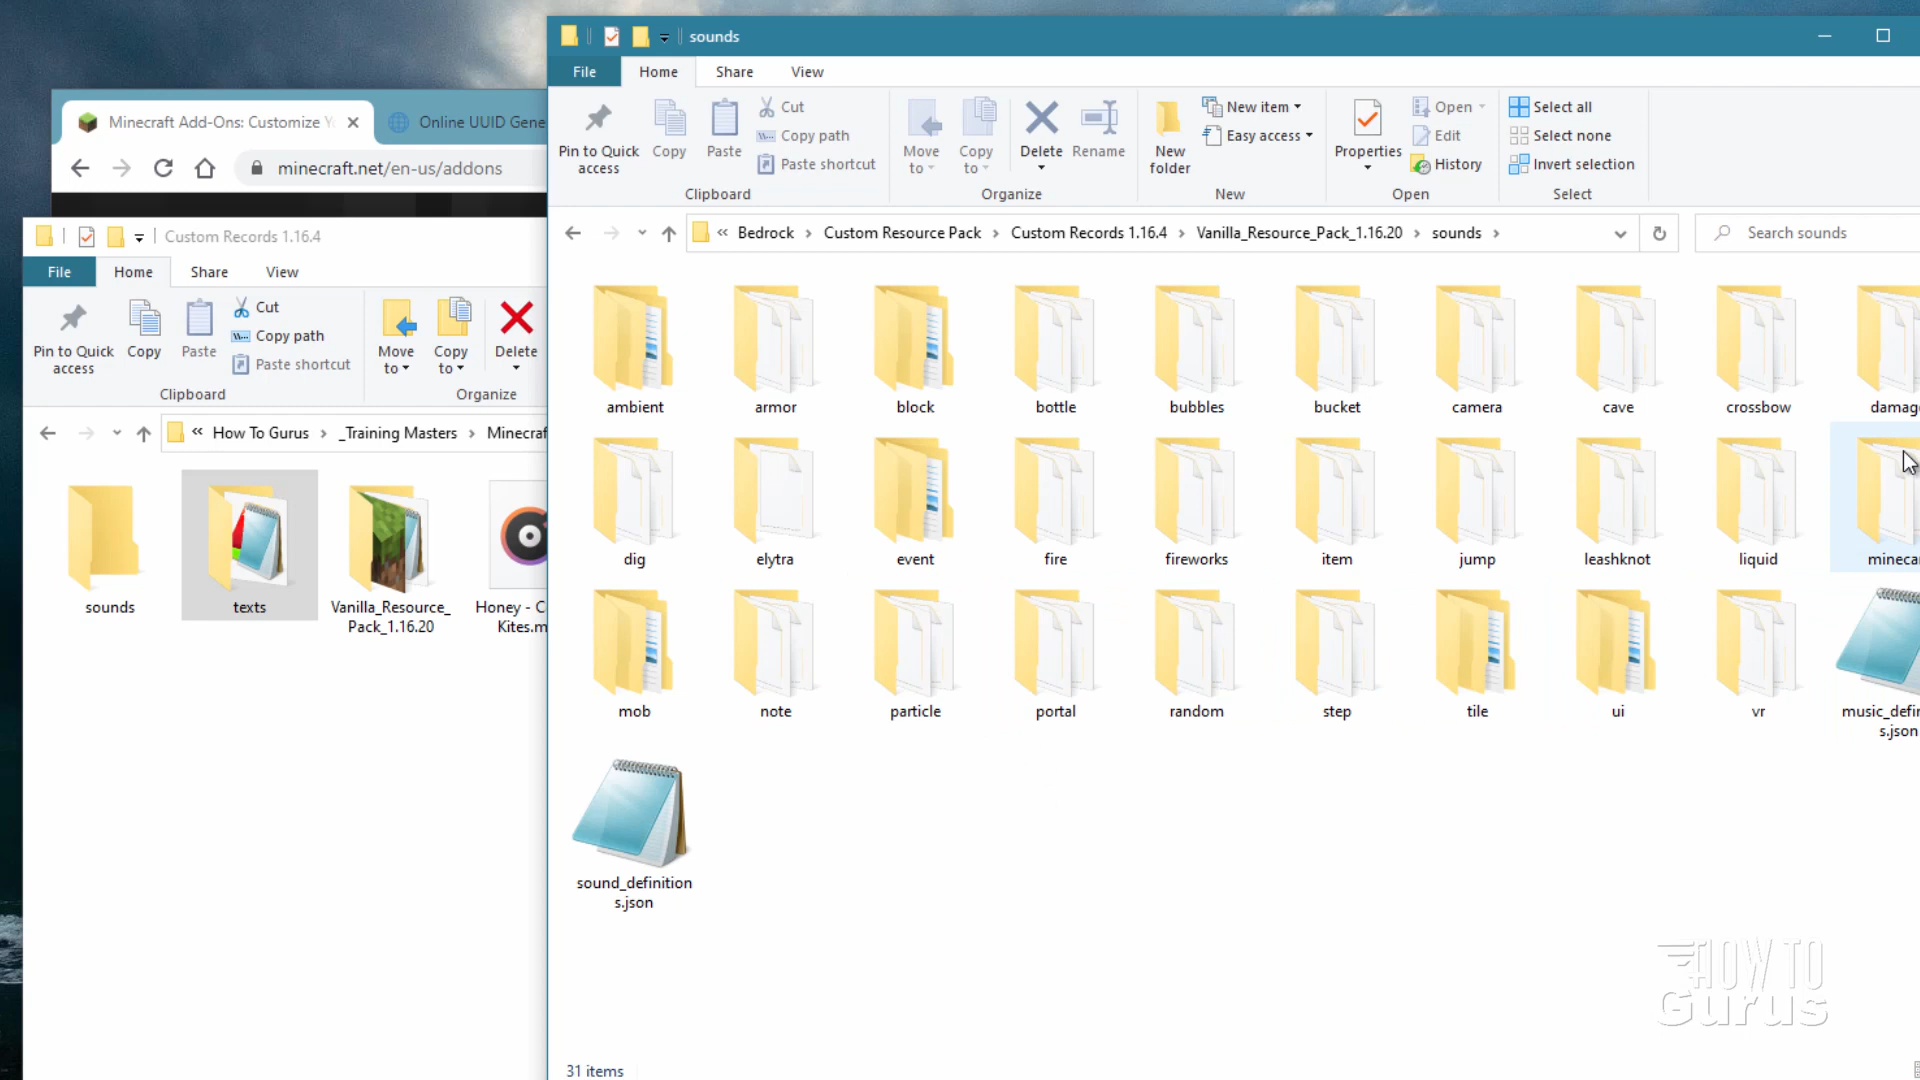 sounds
File Home Share View
Minecraft Add-Ons: Customize Y
Online UUID Gene
minecraft.net/en-us/addons
Pin to Quick access
Copy
Paste
Cut
Copy path
Paste shortcut
Clipboard
Move to
Copy to
Delete
Rename
Organize
New folder
New item
Easy access
New
Properties
Open
Edit
History
Open
Select all
Select none
Invert selection
Select
« Bedrock > Custom Resource Pack > Custom Records 1.16.4 > Vanilla_Resource_Pack_1.16.20 > sounds >
Search sounds
ambient armor block bottle bubbles bucket camera cave crossbow damag
dig elytra event fire fireworks item jump leashknot liquid mineca
mob note particle portal random step tile ui vr music_defi
s.json
sound_definition
s.json
31 items
Custom Records 1.16.4
File Home Share View
Pin to Quick access
Copy
Paste
Cut
Copy path
Paste shortcut
Clipboard
Move to
Copy to
Delete
Organize
« How To Gurus > _Training Masters > Minecraf
sounds
texts
Vanilla_Resource_
Pack_1.16.20
Honey - C
Kites.m
HOW TO
Gurus